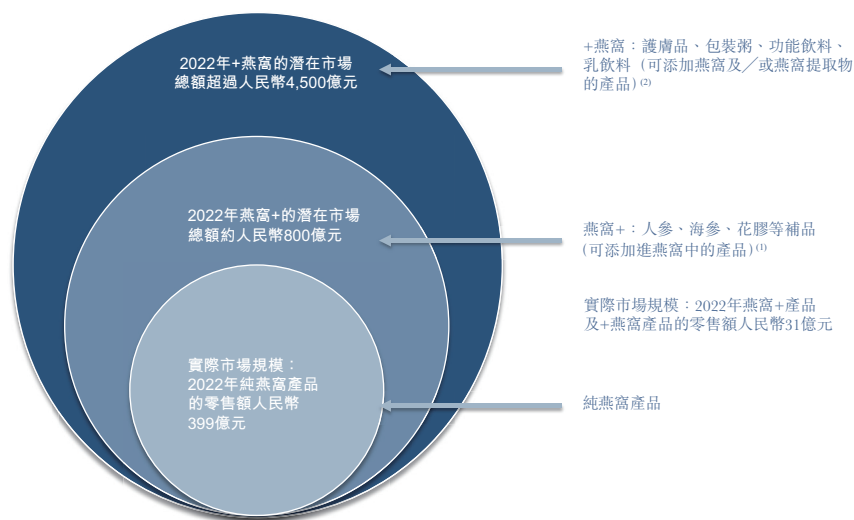 2022年+燕窩的潛在市場
總額超過人民幣4,500億元
+燕窩：護膚品、包裝粥、功能飲料、
乳飲料（可添加燕窩及╱或燕窩提取物
的產品）(2)
2022年燕窩+的潛在市場
總額約人民幣800億元
燕窩+：人參、海參、花膠等補品
(可添加進燕窩中的產品)(1)
實際市場規模：2022年燕窩+產品
及+燕窩產品的零售額人民幣31億元
實際市場規模：
2022年純燕窩產品
的零售額人民幣
399億元
純燕窩產品